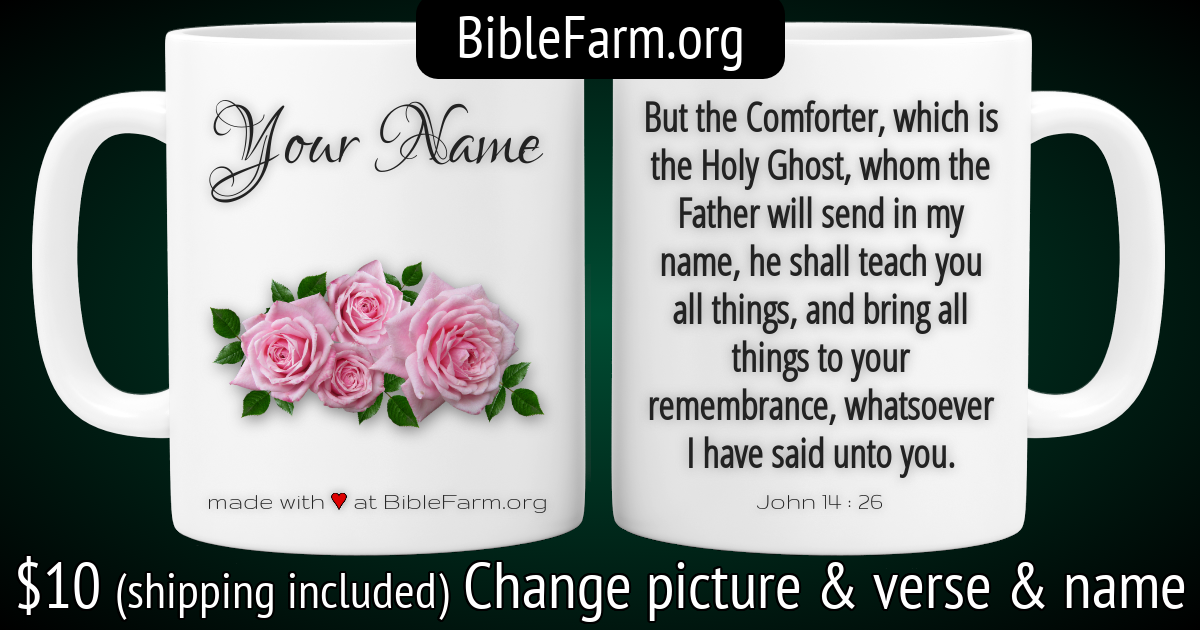 BibleFarm.org
Your Name
made with ♥ at BibleFarm.org
But the Comforter, which is
the Holy Ghost, whom the
Father will send in my
name, he shall teach you
all things, and bring all
things to your
remembrance, whatsoever
I have said unto you.
John 14 : 26
$10 (shipping included) Change picture & verse & name